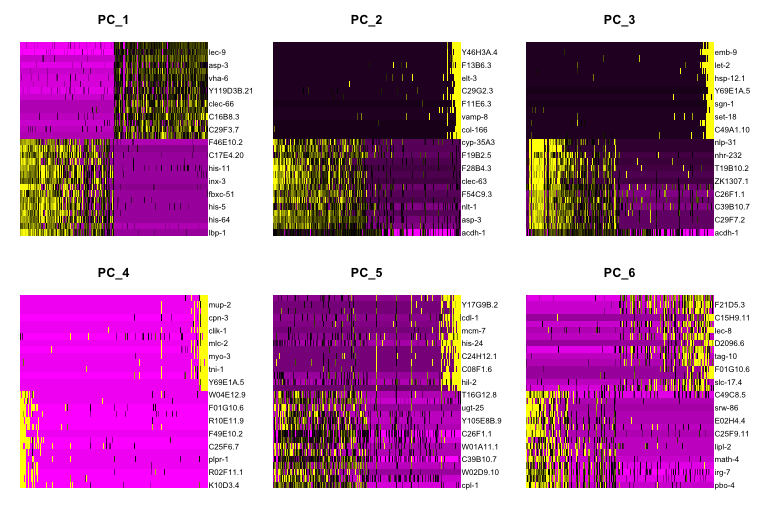 PC_1
lec-9
asp-3
vha-6
Y119D3B.21
clec-66
C16B8.3
C29F3.7
F46E10.2
C17E4.20
his-11
inx-3
fbxc-51
his-5
his-64
lbp-1
PC_2
Y46H3A.4
F13B6.3
elt-3
C29G2.3
F11E6.3
vamp-8
col-166
cyp-35A3
F19B2.5
F28B4.3
clec-63
F54C9.3
nlt-1
asp-3
acdh-1
PC_3
emb-9
let-2
hsp-12.1
Y69E1A.5
sgn-1
set-18
C49A1.10
nlp-31
nhr-232
T19B10.2
ZK1307.1
C26F1.1
C39B10.7
C29F7.2
acdh-1
PC_4
mup-2
cpn-3
clik-1
mlc-2
myo-3
tni-1
Y69E1A.5
W04E12.9
F01G10.6
R10E11.9
F49E10.2
C25F6.7
plpr-1
R02F11.1
K10D3.4
PC_5
Y17G9B.2
cdl-1
mcm-7
his-24
C24H12.1
C08F1.6
hil-2
T16G12.8
ugt-25
Y105E8B.9
C26F1.1
W01A11.1
C39B10.7
W02D9.10
cpl-1
PC_6
F21D5.3
C15H9.11
lec-8
D2096.6
tag-10
F01G10.6
slc-17.4
C49C8.5
srw-86
E02H4.4
C25F9.11
lipl-2
math-4
irg-7
pbo-4